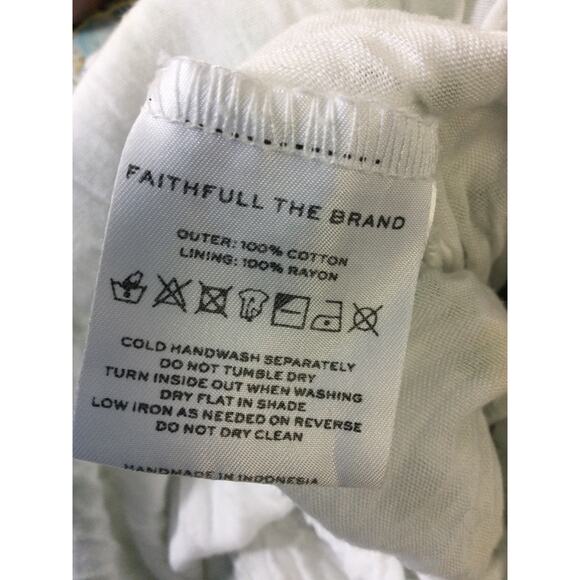 FAITHFULL THE BRAND
OUTER: 100% COTTON
LINING: 100% RAYON
COLD HANDWASH SEPARATELY
DO NOT TUMBLE DRY
TURN INSIDE OUT WHEN WASHING
DRY FLAT IN SHADE
LOW IRON AS NEEDED ON REVERSE
DO NOT DRY CLEAN
HANDMADE IN INDONESIA